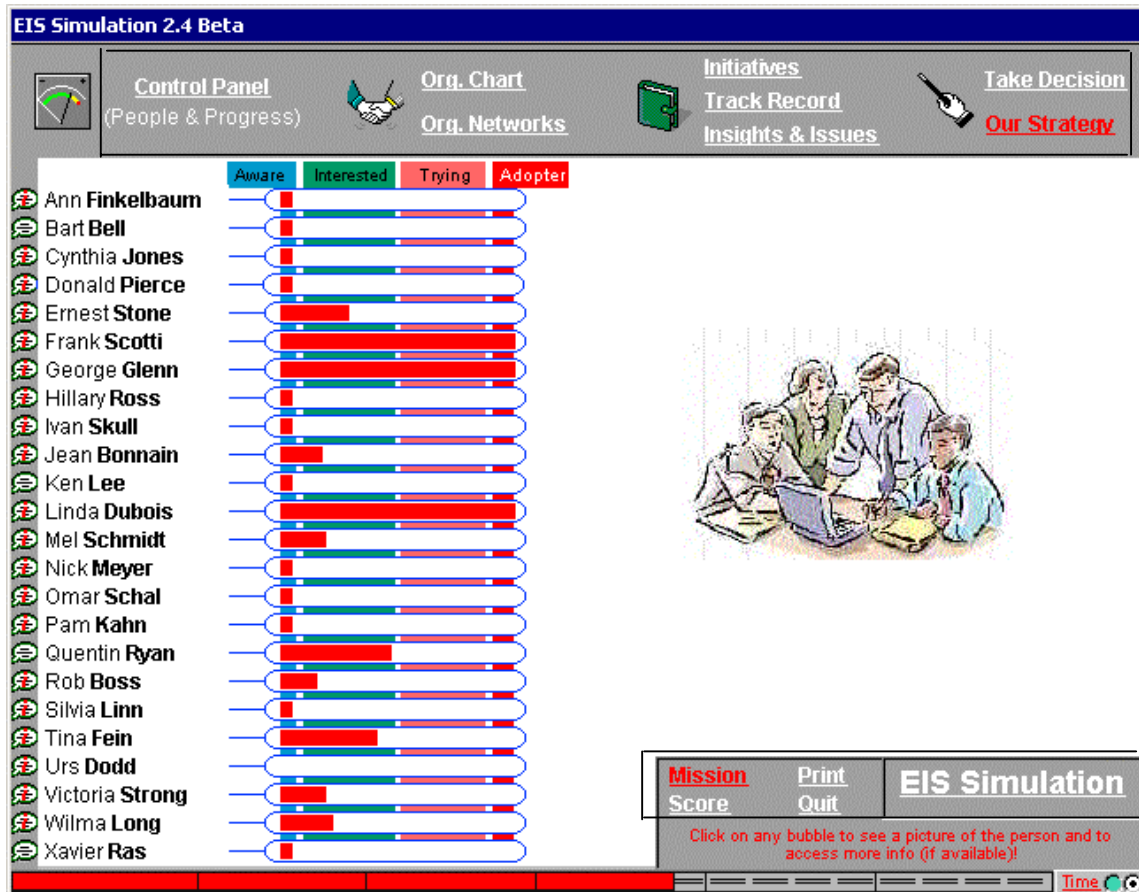 EIS Simulation 2.4 Beta
Control Panel
(People & Progress)
Org. Chart
Org. Networks
Initiatives
Track Record
Insights & Issues
Take Decision
Our Strategy
Aware Interested Trying Adopter
Ann Finkelbaum
Bart Bell
Cynthia Jones
Donald Pierce
Ernest Stone
Frank Scotti
George Glenn
Hillary Ross
Ivan Skull
Jean Bonnain
Ken Lee
Linda Dubois
Mel Schmidt
Nick Meyer
Omar Schal
Pam Kahn
Quentin Ryan
Rob Boss
Silvia Linn
Tina Fein
Urs Dodd
Victoria Strong
Wilma Long
Xavier Ras
Mission Print
Score Quit
EIS Simulation
Click on any bubble to see a picture of the person and to
access more info (if available)!
Time